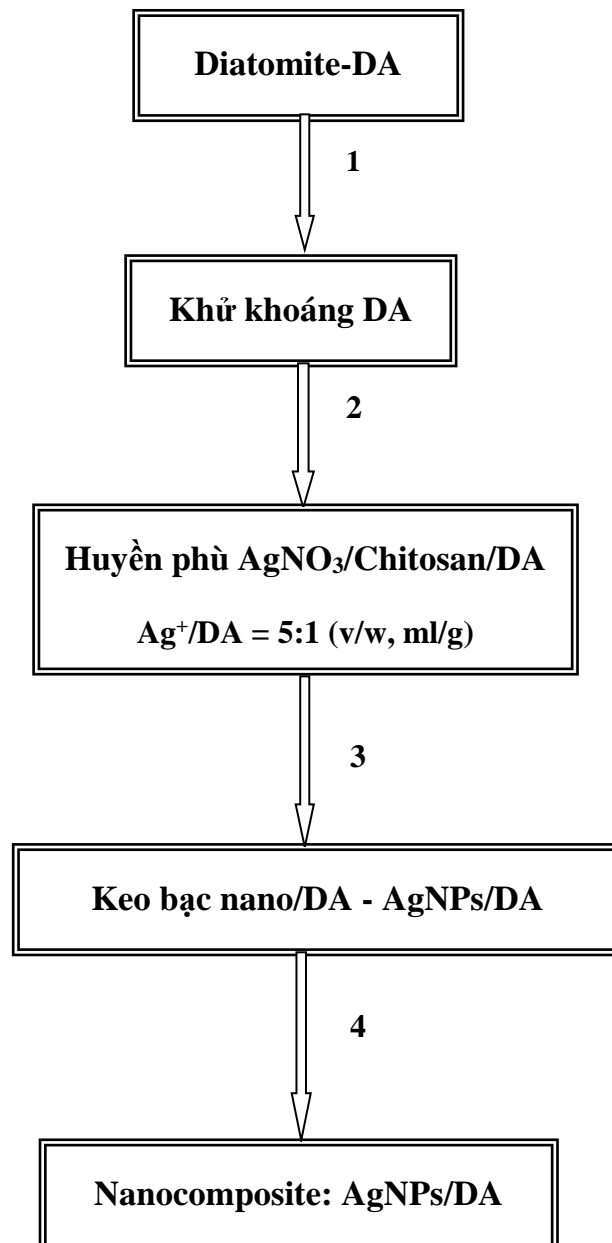 Diatomite-DA
1
Khử khoáng DA
2
Huyền phù AgNO₃/Chitosan/DA
Ag⁺/DA = 5:1 (v/w, ml/g)
3
Keo bạc nano/DA - AgNPs/DA
4
Nanocomposite: AgNPs/DA